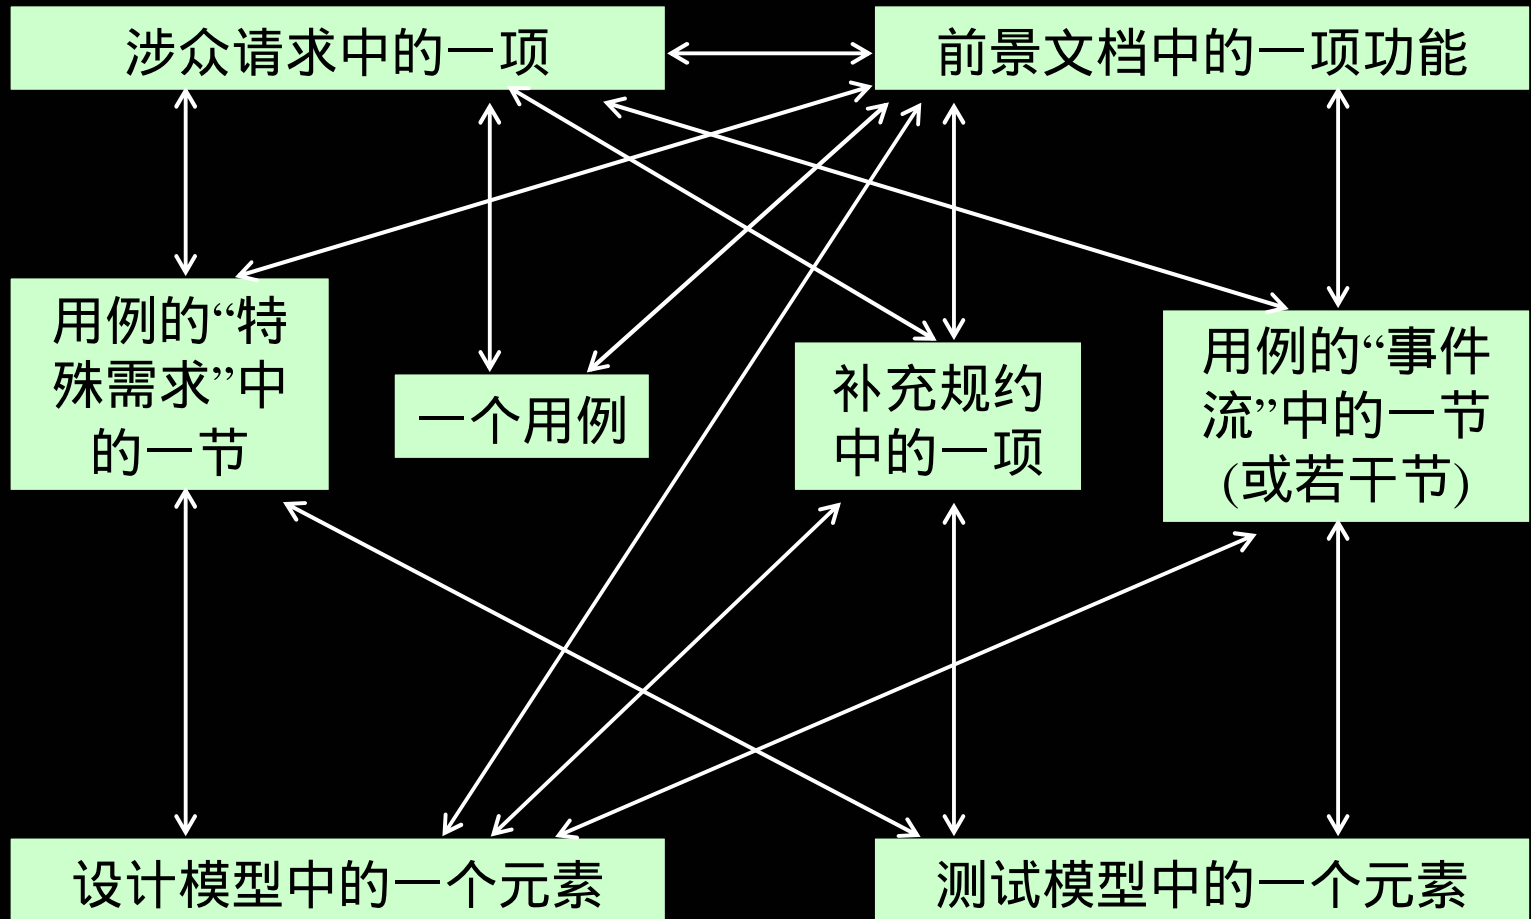 涉众请求中的一项
前景文档中的一项功能
用例的“特
殊需求”中
的一节
一个用例
补充规约
中的一项
用例的“事件
流”中的一节
(或若干节)
设计模型中的一个元素
测试模型中的一个元素